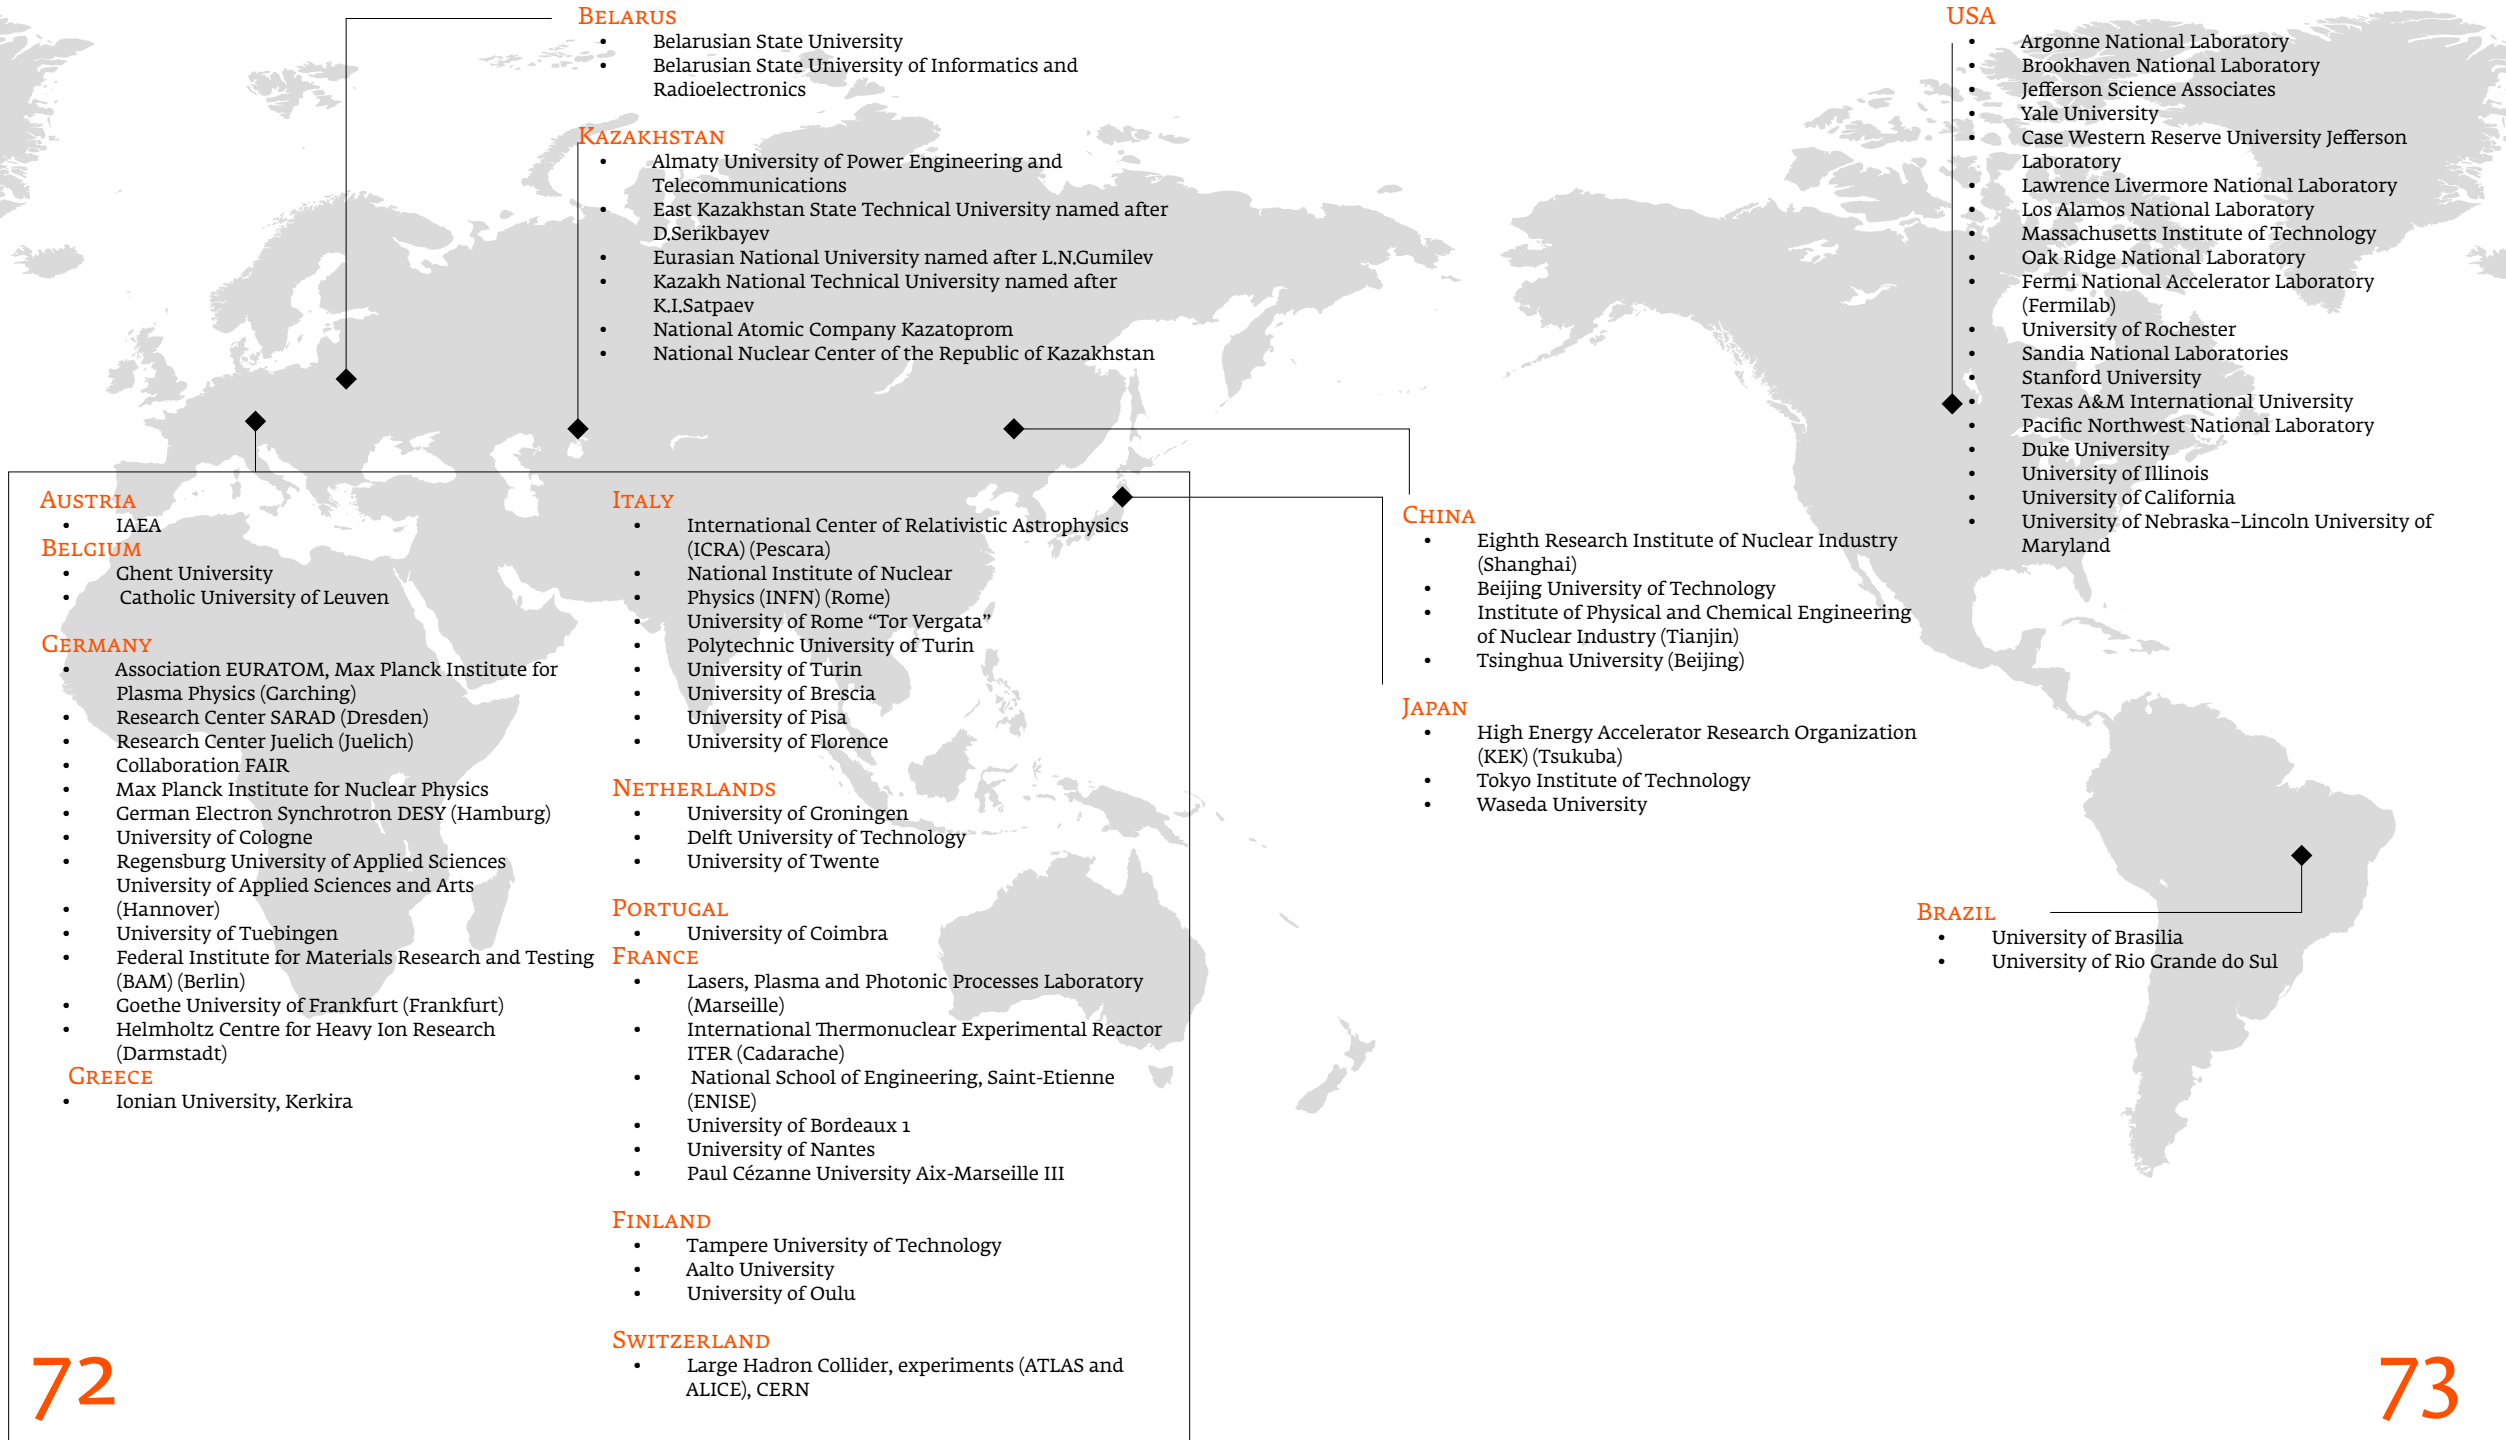 BELARUS
• Belarusian State University
• Belarusian State University of Informatics and
Radioelectronics
KAZAKHSTAN
• Almaty University of Power Engineering and
Telecommunications
• East Kazakhstan State Technical University named after
D.Serikbayev
• Eurasian National University named after L.N.Gumilev
• Kazakh National Technical University named after
K.I.Satpaev
• National Atomic Company Kazatoprom
• National Nuclear Center of the Republic of Kazakhstan
AUSTRIA
• IAEA
BELGIUM
• Ghent University
• Catholic University of Leuven
GERMANY
• Association EURATOM, Max Planck Institute for
Plasma Physics (Garching)
• Research Center SARAD (Dresden)
• Research Center Juelich (Juelich)
• Collaboration FAIR
• Max Planck Institute for Nuclear Physics
• German Electron Synchrotron DESY (Hamburg)
• University of Cologne
• Regensburg University of Applied Sciences
University of Applied Sciences and Arts
• (Hannover)
• University of Tuebingen
• Federal Institute for Materials Research and Testing
(BAM) (Berlin)
• Goethe University of Frankfurt (Frankfurt)
• Helmholtz Centre for Heavy Ion Research
(Darmstadt)
GREECE
• Ionian University, Kerkira
ITALY
• International Center of Relativistic Astrophysics
(ICRA) (Pescara)
• National Institute of Nuclear
• Physics (INFN) (Rome)
• University of Rome “Tor Vergata”
• Polytechnic University of Turin
• University of Turin
• University of Brescia
• University of Pisa
• University of Florence
NETHERLANDS
• University of Groningen
• Delft University of Technology
• University of Twente
PORTUGAL
• University of Coimbra
FRANCE
• Lasers, Plasma and Photonic Processes Laboratory
(Marseille)
• International Thermonuclear Experimental Reactor
ITER (Cadarache)
• National School of Engineering, Saint-Etienne
(ENISE)
• University of Bordeaux 1
• University of Nantes
• Paul Cézanne University Aix-Marseille III
FINLAND
• Tampere University of Technology
• Aalto University
• University of Oulu
SWITZERLAND
• Large Hadron Collider, experiments (ATLAS and
ALICE), CERN
72
CHINA
• Eighth Research Institute of Nuclear Industry
(Shanghai)
• Beijing University of Technology
• Institute of Physical and Chemical Engineering
of Nuclear Industry (Tianjin)
• Tsinghua University (Beijing)
JAPAN
• High Energy Accelerator Research Organization
(KEK) (Tsukuba)
• Tokyo Institute of Technology
• Waseda University
USA
• Argonne National Laboratory
• Brookhaven National Laboratory
• Jefferson Science Associates
• Yale University
• Case Western Reserve University Jefferson
Laboratory
• Lawrence Livermore National Laboratory
• Los Alamos National Laboratory
• Massachusetts Institute of Technology
• Oak Ridge National Laboratory
• Fermi National Accelerator Laboratory
(Fermilab)
• University of Rochester
• Sandia National Laboratories
• Stanford University
• Texas A&M International University
• Pacific Northwest National Laboratory
• Duke University
• University of Illinois
• University of California
• University of Nebraska–Lincoln University of
Maryland
BRAZIL
• University of Brasilia
• University of Rio Grande do Sul
73